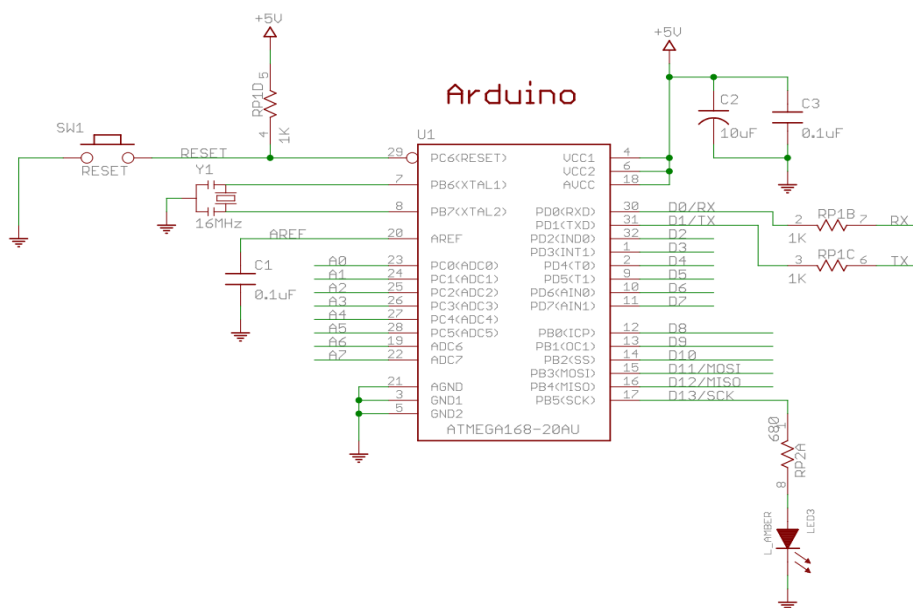 +5V
+5V
Arduino
RP1D
5
4
1K
C2
10uF
C3
0.1uF
SW1
RESET
RESET
Y1
16MHz
AREF
C1
0.1uF
U1
29 PC6(RESET)
7 PB6(XTAL1)
8 PB7(XTAL2)
20 AREF
A0 23 PC0(ADC0)
A1 24 PC1(ADC1)
A2 25 PC2(ADC2)
A3 26 PC3(ADC3)
A4 27 PC4(ADC4)
A5 28 PC5(ADC5)
A6 19 ADC6
A7 22 ADC7
21 AGND
3 GND1
5 GND2
VCC1 4
VCC2 6
AVCC 18
PD0(RXD) 30 D0/RX
PD1(TXD) 31 D1/TX
PD2(IND0) 32 D2
PD3(INT1) 1 D3
PD4(T0) 2 D4
PD5(T1) 9 D5
PD6(AIN0) 10 D6
PD7(AIN1) 11 D7
PB0(ICP) 12 D8
PB1(OC1) 13 D9
PB2(SS) 14 D10
PB3(MOSI) 15 D11/MOSI
PB4(MISO) 16 D12/MISO
PB5(SCK) 17 D13/SCK
ATMEGA168-20AU
2 RP1B 7 RX
1K
3 RP1C 6 TX
1K
680
1
RP2A
8
L_AMBER
LED3